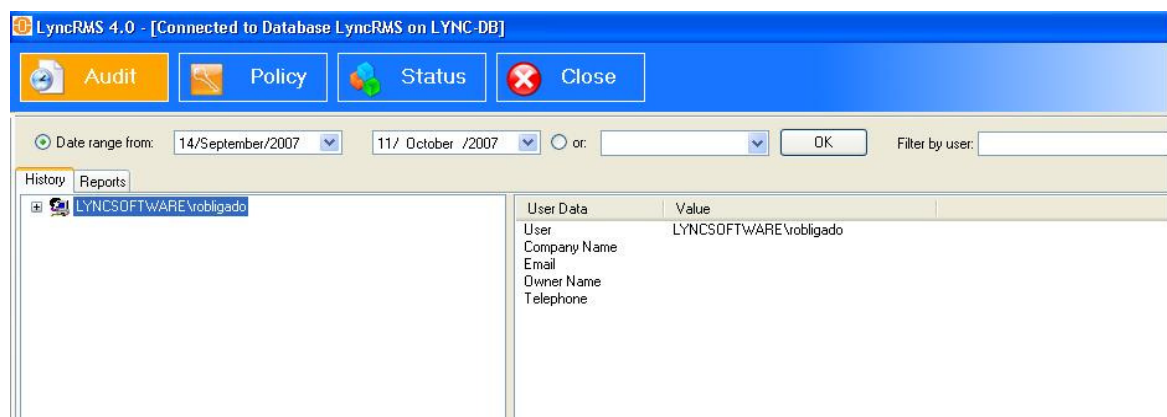 LyncRMS 4.0 - [Connected to Database LyncRMS on LYNC-DB]
Audit Policy Status Close
Date range from: 14/September/2007 11/ October /2007 or: OK Filter by user:
History Reports
LYNCSOFTWARE\robligado
User Data Value
User LYNCSOFTWARE\robligado
Company Name
Email
Owner Name
Telephone